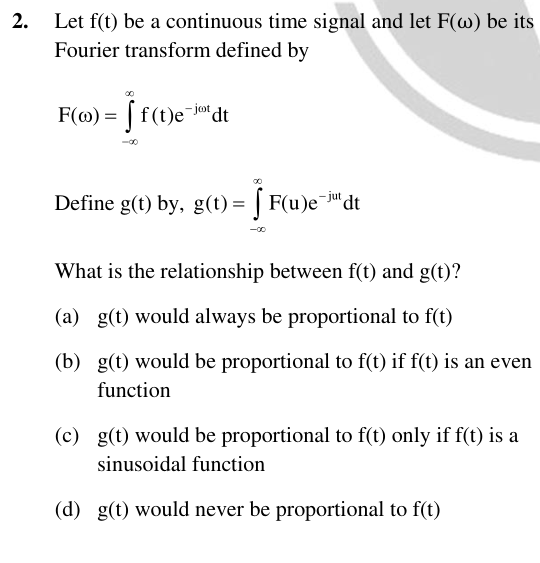 2. Let f(t) be a continuous time signal and let F(ω) be its
Fourier transform defined by
F(ω) = ∫_{-∞}^{∞} f(t)e^{-jωt}dt
Define g(t) by, g(t) = ∫_{-∞}^{∞} F(u)e^{-jut}dt
What is the relationship between f(t) and g(t)?
(a) g(t) would always be proportional to f(t)
(b) g(t) would be proportional to f(t) if f(t) is an even
function
(c) g(t) would be proportional to f(t) only if f(t) is a
sinusoidal function
(d) g(t) would never be proportional to f(t)